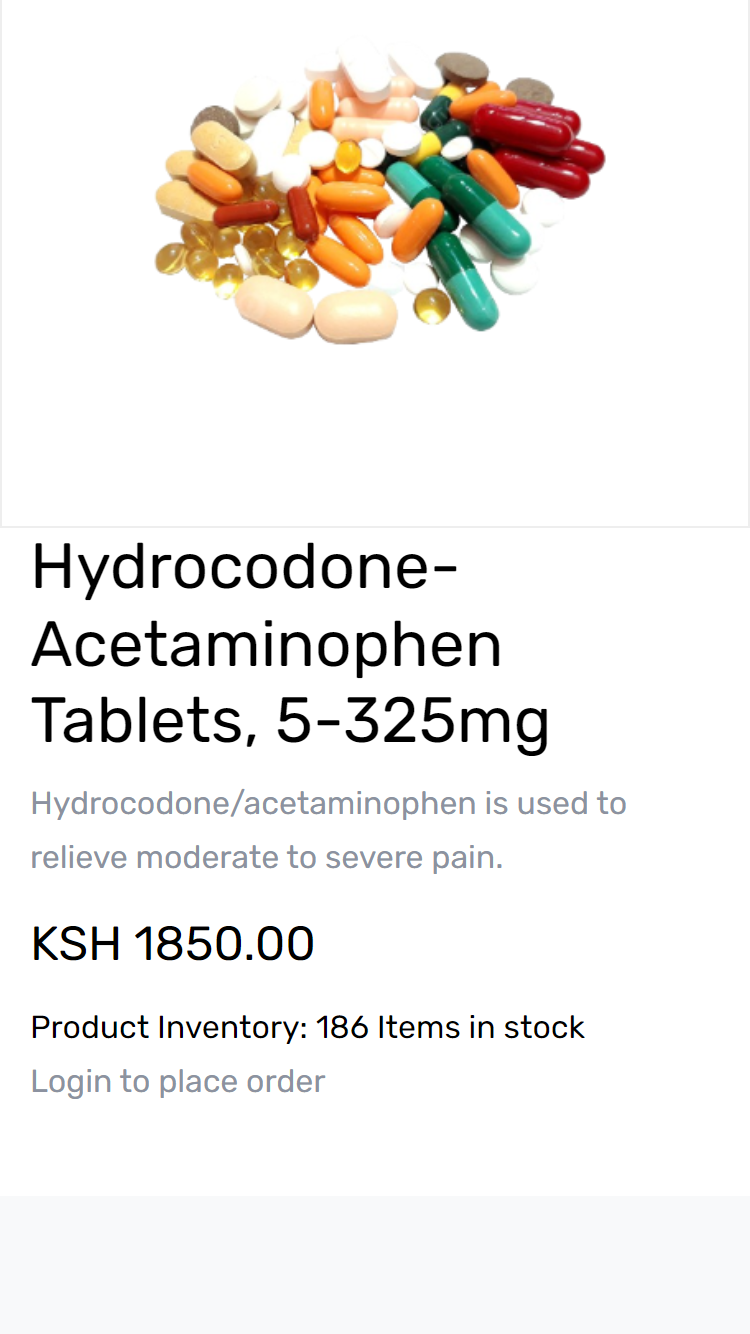 Hydrocodone-
Acetaminophen
Tablets, 5-325mg
Hydrocodone/acetaminophen is used to
relieve moderate to severe pain.
KSH 1850.00
Product Inventory: 186 Items in stock
Login to place order